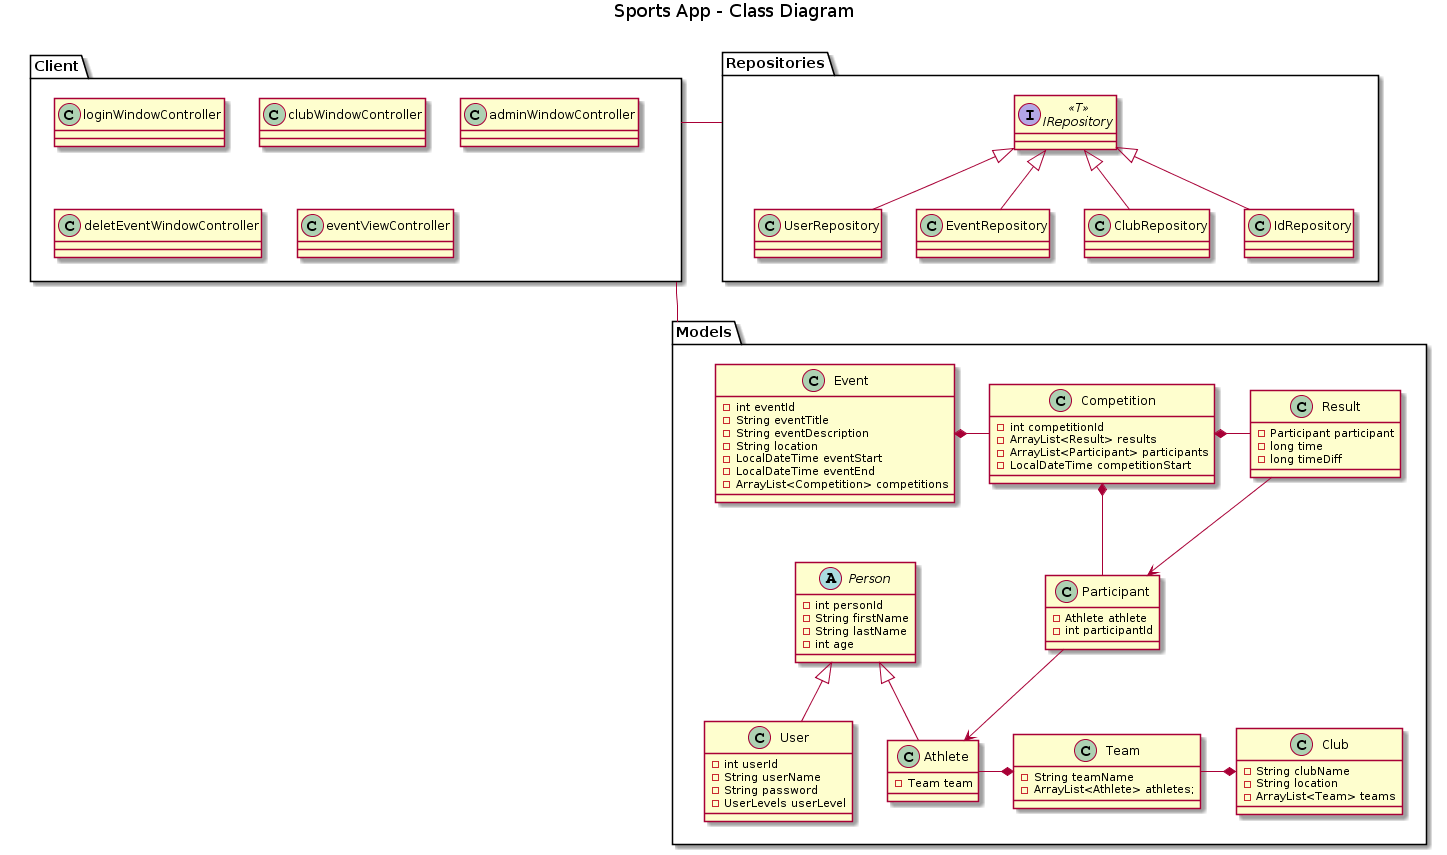 Sports App - Class Diagram
Client
C loginWindowController
C clubWindowController
C adminWindowController
C deletEventWindowController
C eventViewController
Repositories
«T»
I IRepository
C UserRepository
C EventRepository
C ClubRepository
C IdRepository
Models
C Event
int eventId
String eventTitle
String eventDescription
String location
LocalDateTime eventStart
LocalDateTime eventEnd
ArrayList<Competition> competitions
C Competition
int competitionId
ArrayList<Result> results
ArrayList<Participant> participants
LocalDateTime competitionStart
C Result
Participant participant
long time
long timeDiff
A Person
int personId
String firstName
String lastName
int age
C Participant
Athlete athlete
int participantId
C User
int userId
String userName
String password
UserLevels userLevel
C Athlete
Team team
C Team
String teamName
ArrayList<Athlete> athletes;
C Club
String clubName
String location
ArrayList<Team> teams